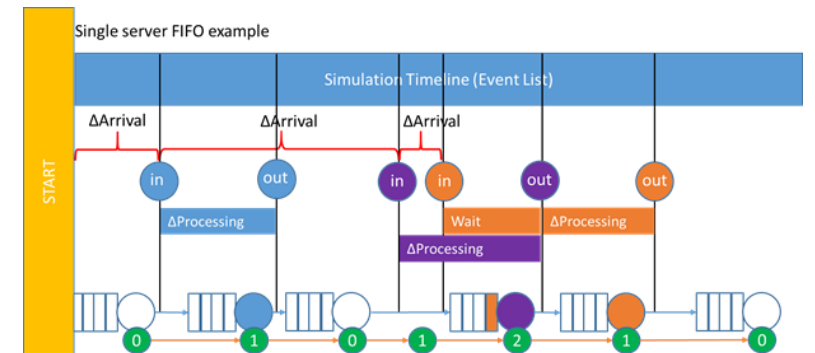 Single server FIFO example
Simulation Timeline (Event List)
START
ΔArrival ΔArrival ΔArrival
in out in in out out
ΔProcessing Wait ΔProcessing
ΔProcessing
0 1 0 1 2 1 0